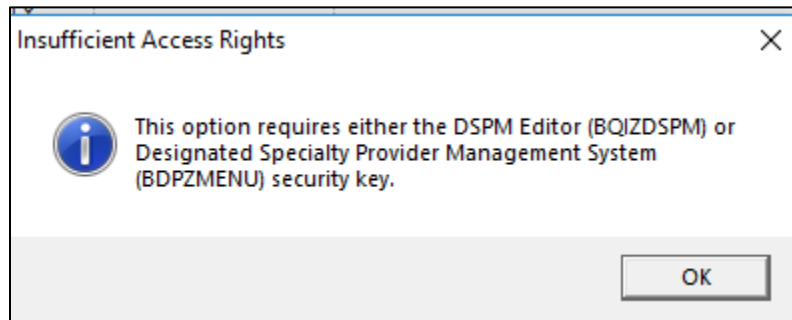 Insufficient Access Rights
This option requires either the DSPM Editor (BQIZDSPM) or
Designated Specialty Provider Management System
(BDPZMENU) security key.
OK